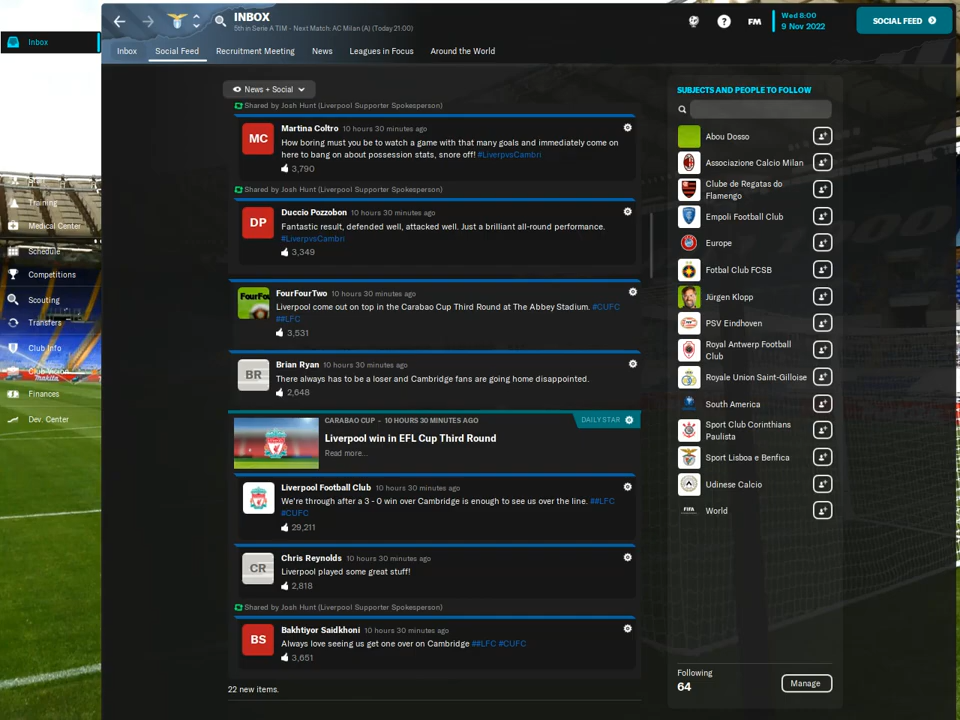 INBOX
5th in Serie A TIM - Next Match: AC Milan (A) (Today 21:00)
FM
Wed 8:00
9 Nov 2022
SOCIAL FEED
Inbox
Inbox
Social Feed
Recruitment Meeting
News
Leagues in Focus
Around the World
Training
Medical Center
Schedule
Competitions
Scouting
Transfers
Club Info
Club Vision
Finances
Dev. Center
News + Social
Shared by Josh Hunt (Liverpool Supporter Spokesperson)
MC
Martina Coltro 10 hours 30 minutes ago
How boring must you be to watch a game with that many goals and immediately come on
here to bang on about possession stats, snore off! #LiverpvsCambri
3,790
Shared by Josh Hunt (Liverpool Supporter Spokesperson)
DP
Duccio Pozzobon 10 hours 30 minutes ago
Fantastic result, defended well, attacked well. Just a brilliant all-round performance.
#LiverpvsCambri
3,349
FourFo
FourFourTwo 10 hours 30 minutes ago
Liverpool come out on top in the Carabao Cup Third Round at The Abbey Stadium. #CUFC
##LFC
3,531
BR
Brian Ryan 10 hours 30 minutes ago
There always has to be a loser and Cambridge fans are going home disappointed.
2,648
CARABAO CUP - 10 HOURS 30 MINUTES AGO
DAILY STAR
Liverpool win in EFL Cup Third Round
Read more...
Liverpool Football Club 10 hours 30 minutes ago
We're through after a 3 - 0 win over Cambridge is enough to see us over the line. ##LFC
#CUFC
29,211
CR
Chris Reynolds 10 hours 30 minutes ago
Liverpool played some great stuff!
2,818
Shared by Josh Hunt (Liverpool Supporter Spokesperson)
BS
Bakhtiyor Saidkhoni 10 hours 30 minutes ago
Always love seeing us get one over on Cambridge ##LFC #CUFC
3,651
22 new items.
SUBJECTS AND PEOPLE TO FOLLOW
Abou Dosso
Associazione Calcio Milan
Clube de Regatas do
Flamengo
Empoli Football Club
Europe
Fotbal Club FCSB
Jürgen Klopp
PSV Eindhoven
Royal Antwerp Football
Club
Royale Union Saint-Gilloise
South America
Sport Club Corinthians
Paulista
Sport Lisboa e Benfica
Udinese Calcio
FIFA
World
Following
64
Manage